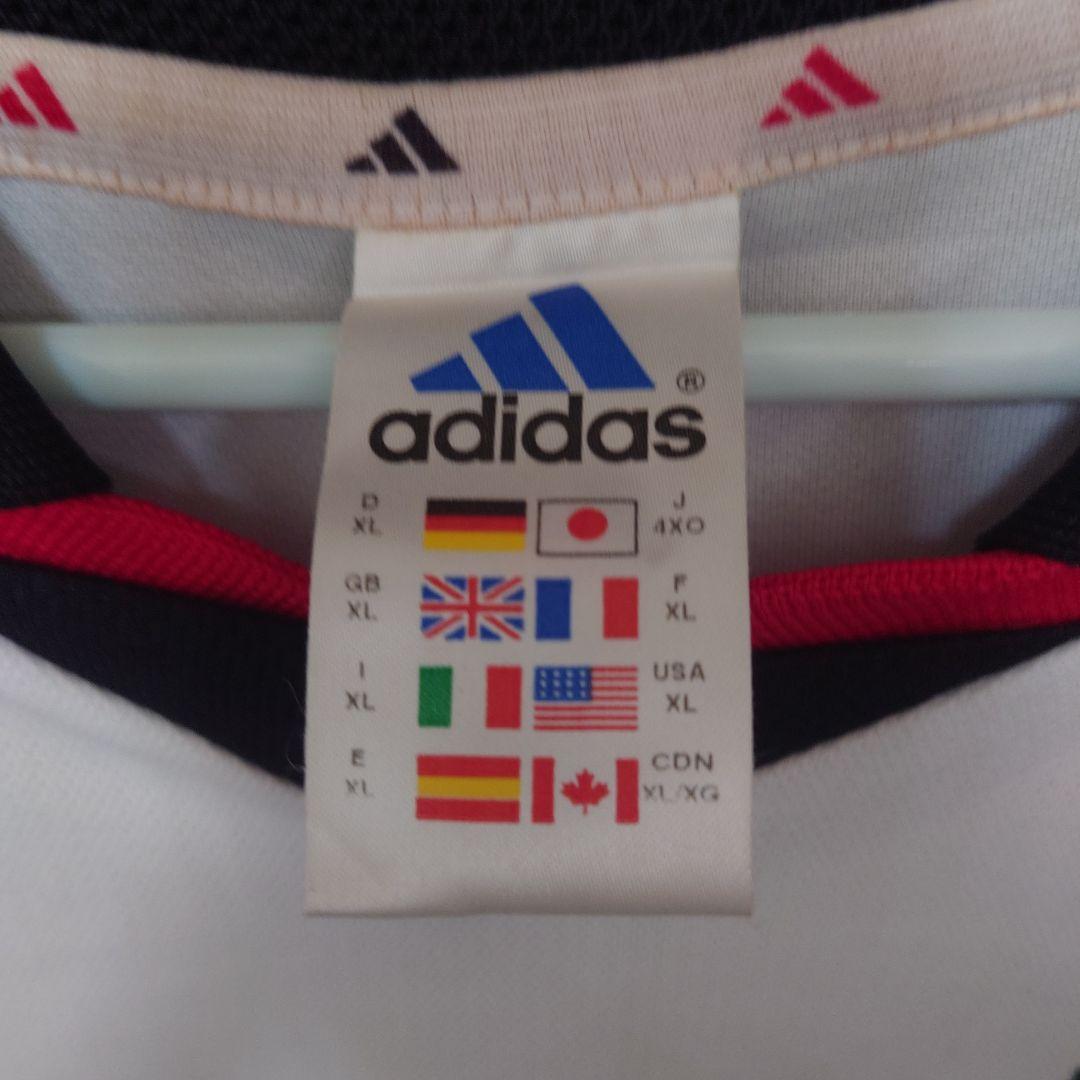 adidas®
D J
XL 4XO
GB F
XL XL
I USA
XL XL
E CDN
XL XL/XG